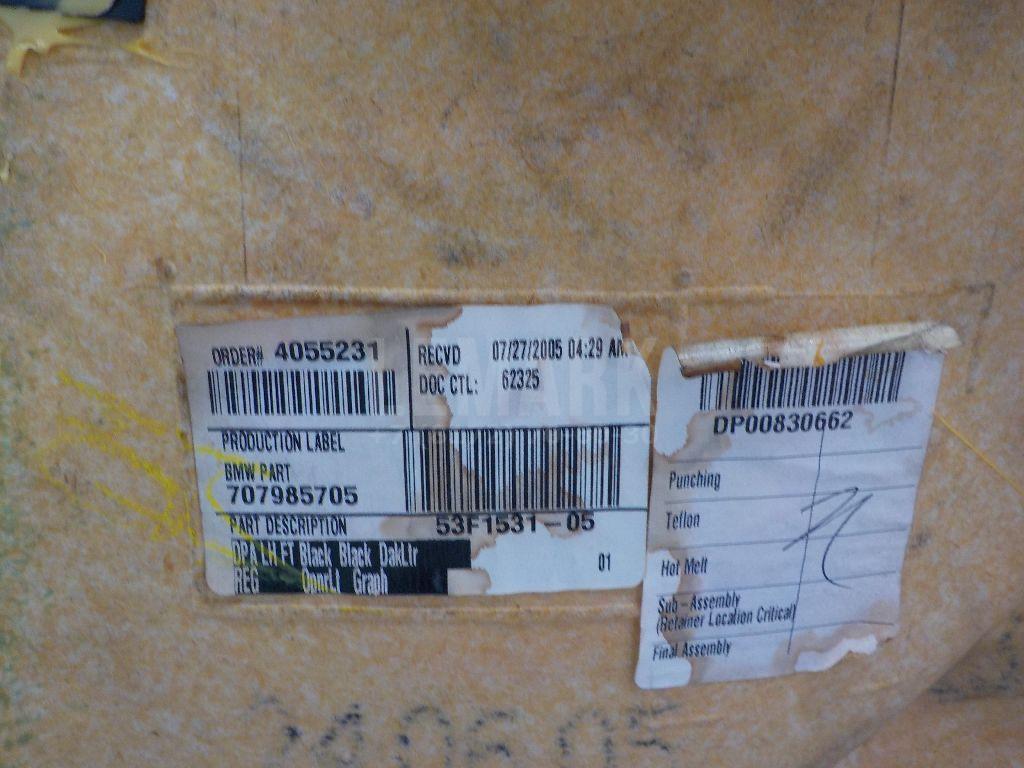 ORDER# 4055231
RECVD 07/27/2005 04:29 AM
DOC CTL: 62325
PRODUCTION LABEL
BMW PART
707985705
PART DESCRIPTION
53F1531-05
DPA LH FT Black Black DakLtr
REG OpnrLt Graph
01
DP00830662
Punching
Teflon
Hot Melt
Sub-Assembly
(Retainer Location Critical)
Final Assembly